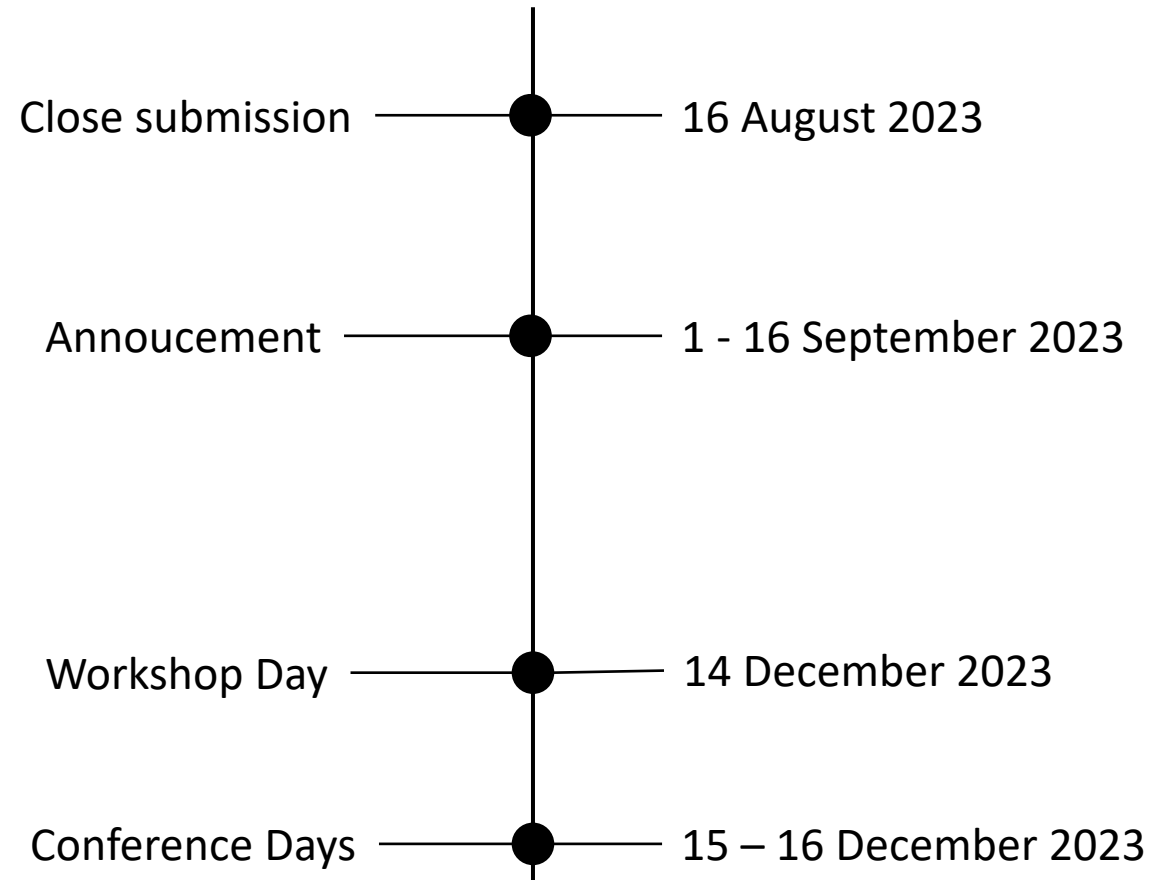 Close submission 16 August 2023
Annoucement 1 - 16 September 2023
Workshop Day 14 December 2023
Conference Days 15 – 16 December 2023